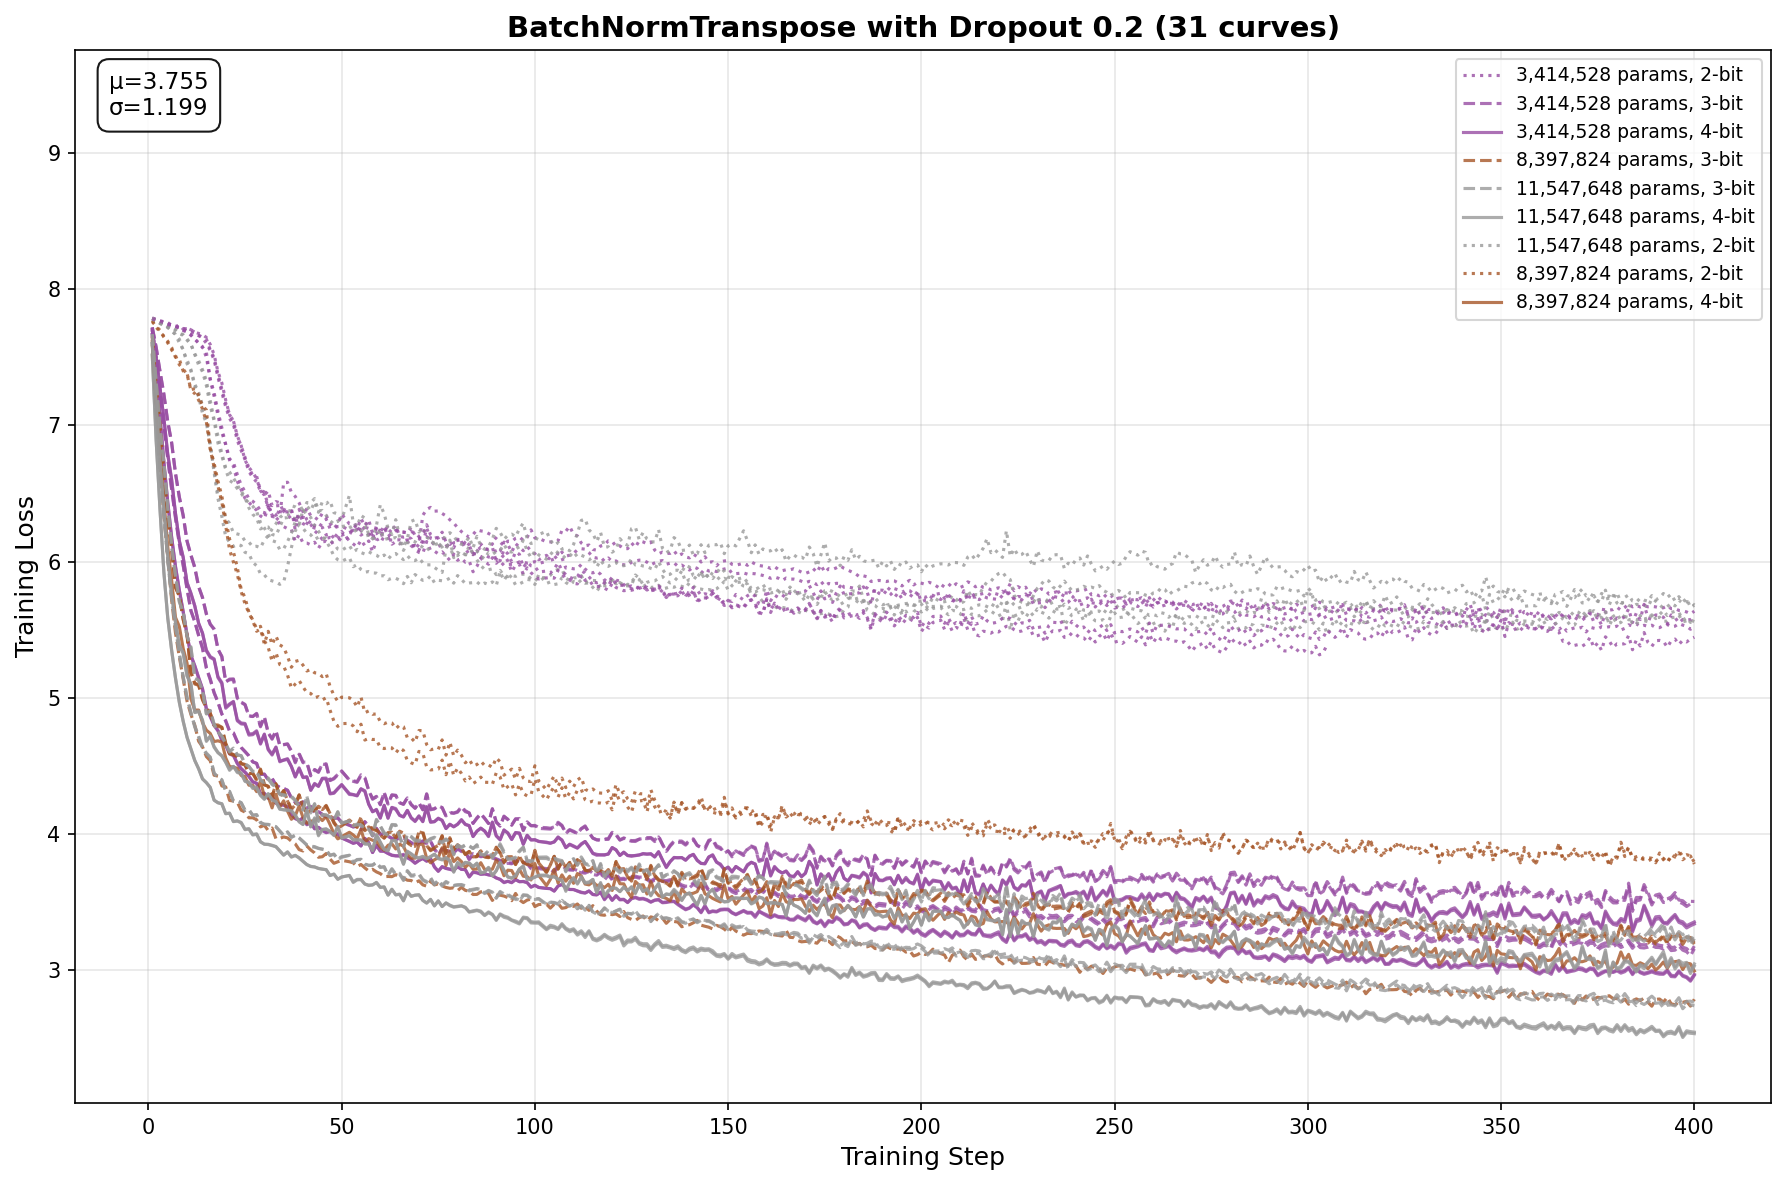 BatchNormTranspose with Dropout 0.2 (31 curves)
μ=3.755
σ=1.199
3,414,528 params, 2-bit
3,414,528 params, 3-bit
3,414,528 params, 4-bit
8,397,824 params, 3-bit
11,547,648 params, 3-bit
11,547,648 params, 4-bit
11,547,648 params, 2-bit
8,397,824 params, 2-bit
8,397,824 params, 4-bit
Training Loss
9
8
7
6
5
4
3
0 50 100 150 200 250 300 350 400
Training Step